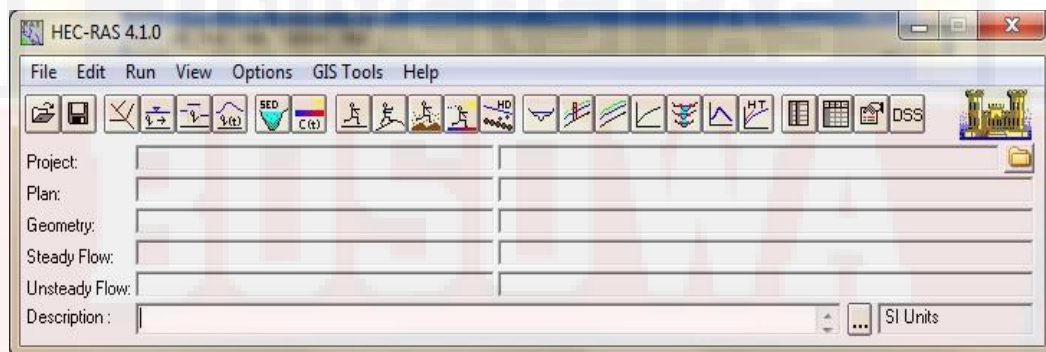 HEC-RAS 4.1.0
File Edit Run View Options GIS Tools Help
SED C(t) HD HT DSS
Project:
Plan:
Geometry:
Steady Flow:
Unsteady Flow:
Description : ... SI Units